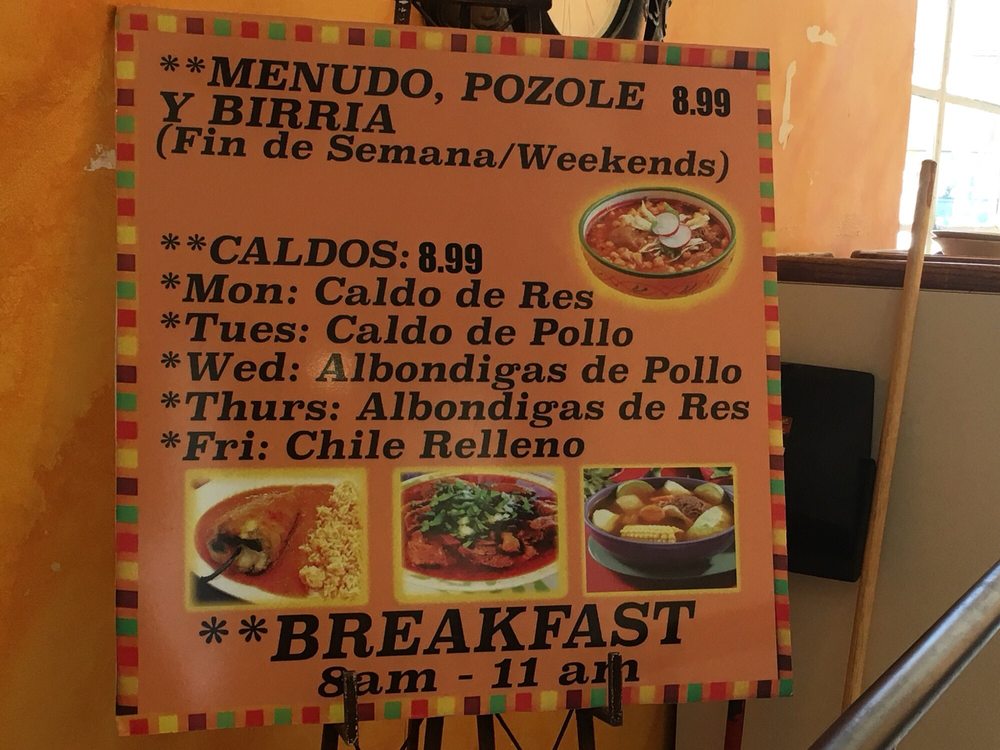 **MENUDO, POZOLE 8.99
Y BIRRIA
(Fin de Semana/Weekends)
**CALDOS: 8.99
*Mon: Caldo de Res
*Tues: Caldo de Pollo
*Wed: Albondigas de Pollo
*Thurs: Albondigas de Res
*Fri: Chile Relleno
**BREAKFAST
8am - 11 am